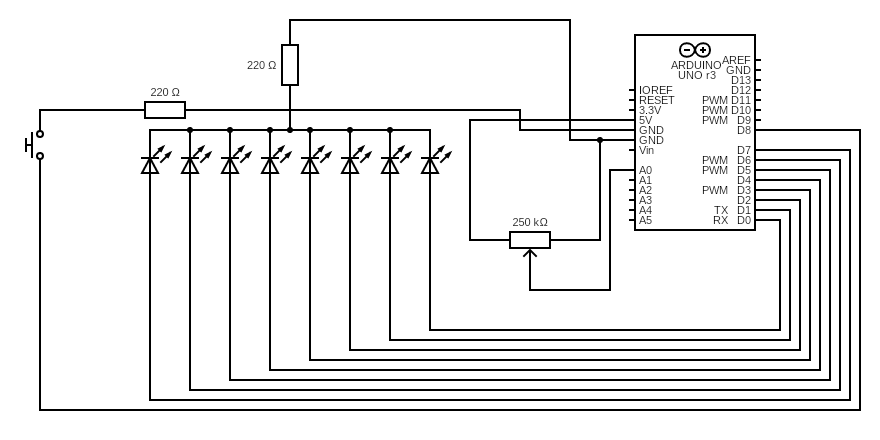 220 Ω
220 Ω
250 kΩ
ARDUINO
UNO r3
IOREF
RESET
3.3V
5V
GND
GND
Vin
A0
A1
A2
A3
A4
A5
AREF
GND
D13
D12
PWM D11
PWM D10
PWM D9
D8
D7
PWM D6
PWM D5
D4
PWM D3
D2
TX D1
RX D0